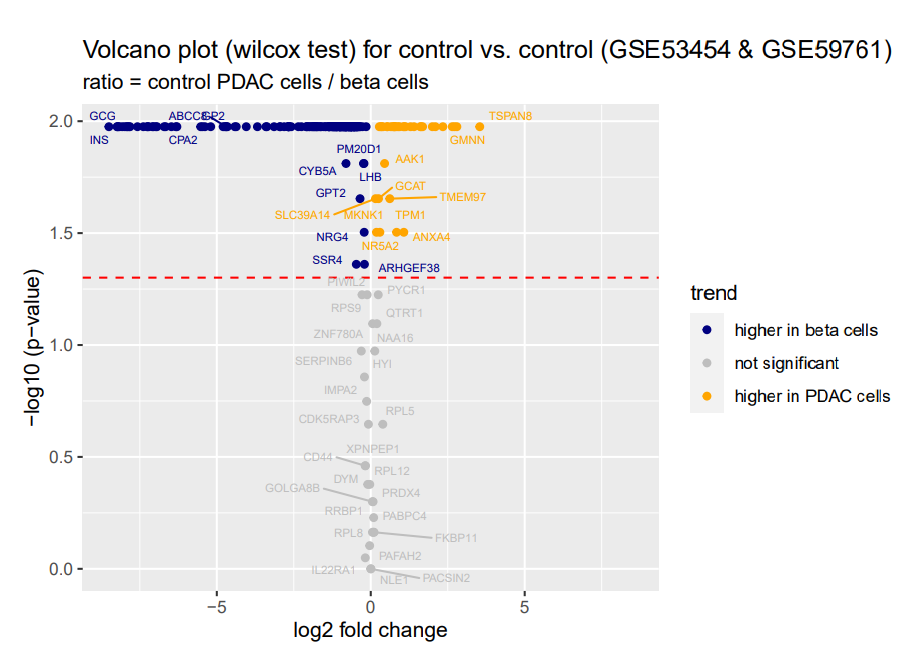 Volcano plot (wilcox test) for control vs. control (GSE53454 & GSE59761)
ratio = control PDAC cells / beta cells
GCG
ABCC8
GP2
TSPAN8
INS
CPA2
GMNN
PM20D1
AAK1
CYB5A
LHB
GCAT
GPT2
TMEM97
SLC39A14
MKNK1
TPM1
NRG4
ANXA4
NR5A2
SSR4
ARHGEF38
PIWIL2
PYCR1
RPS9
QTRT1
ZNF780A
NAA16
SERPINB6
HYI
IMPA2
RPL5
CDK5RAP3
XPNPEP1
CD44
RPL12
DYM
GOLGA8B
PRDX4
RRBP1
PABPC4
RPL8
FKBP11
PAFAH2
IL22RA1
NLE1
PACSIN2
2.0
1.5
1.0
0.5
0.0
−5
0
5
−log10 (p−value)
log2 fold change
trend
higher in beta cells
not significant
higher in PDAC cells